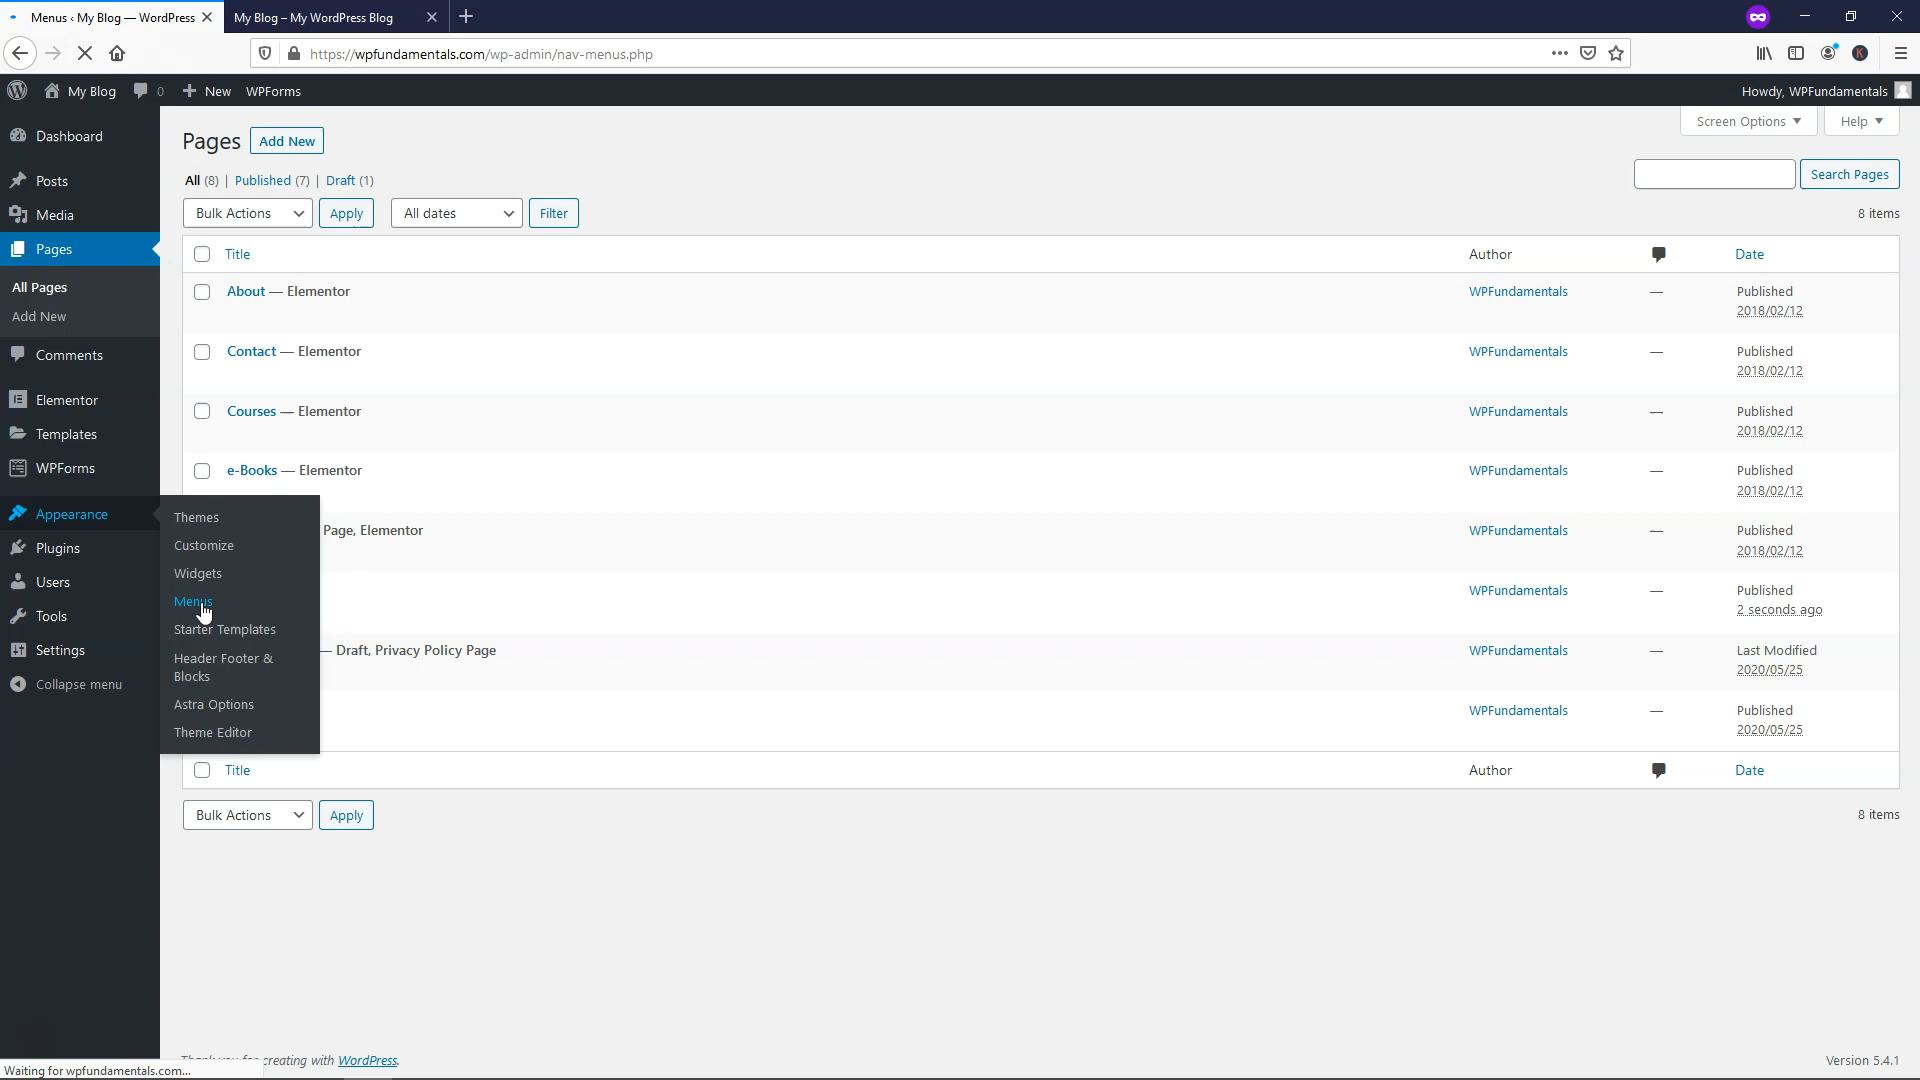 Menus ‹ My Blog — WordPress
My Blog – My WordPress Blog
https://wpfundamentals.com/wp-admin/nav-menus.php
My Blog 0 New WPForms
Howdy, WPFundamentals
Screen Options
Help
Dashboard
Posts
Media
Pages
All Pages
Add New
Comments
Elementor
Templates
WPForms
Appearance
Plugins
Users
Tools
Settings
Collapse menu
Themes
Customize
Widgets
Menus
Starter Templates
Header Footer &
Blocks
Astra Options
Theme Editor
Pages Add New
All (8) | Published (7) | Draft (1)
Search Pages
Bulk Actions Apply All dates Filter
8 items
Title Author Date
About — Elementor WPFundamentals — Published
2018/02/12
Contact — Elementor WPFundamentals — Published
2018/02/12
Courses — Elementor WPFundamentals — Published
2018/02/12
e-Books — Elementor WPFundamentals — Published
2018/02/12
Page, Elementor WPFundamentals — Published
2018/02/12
WPFundamentals — Published
2 seconds ago
— Draft, Privacy Policy Page WPFundamentals — Last Modified
2020/05/25
WPFundamentals — Published
2020/05/25
Title Author Date
Bulk Actions Apply
8 items
Thank you for creating with WordPress.
Version 5.4.1
Waiting for wpfundamentals.com...